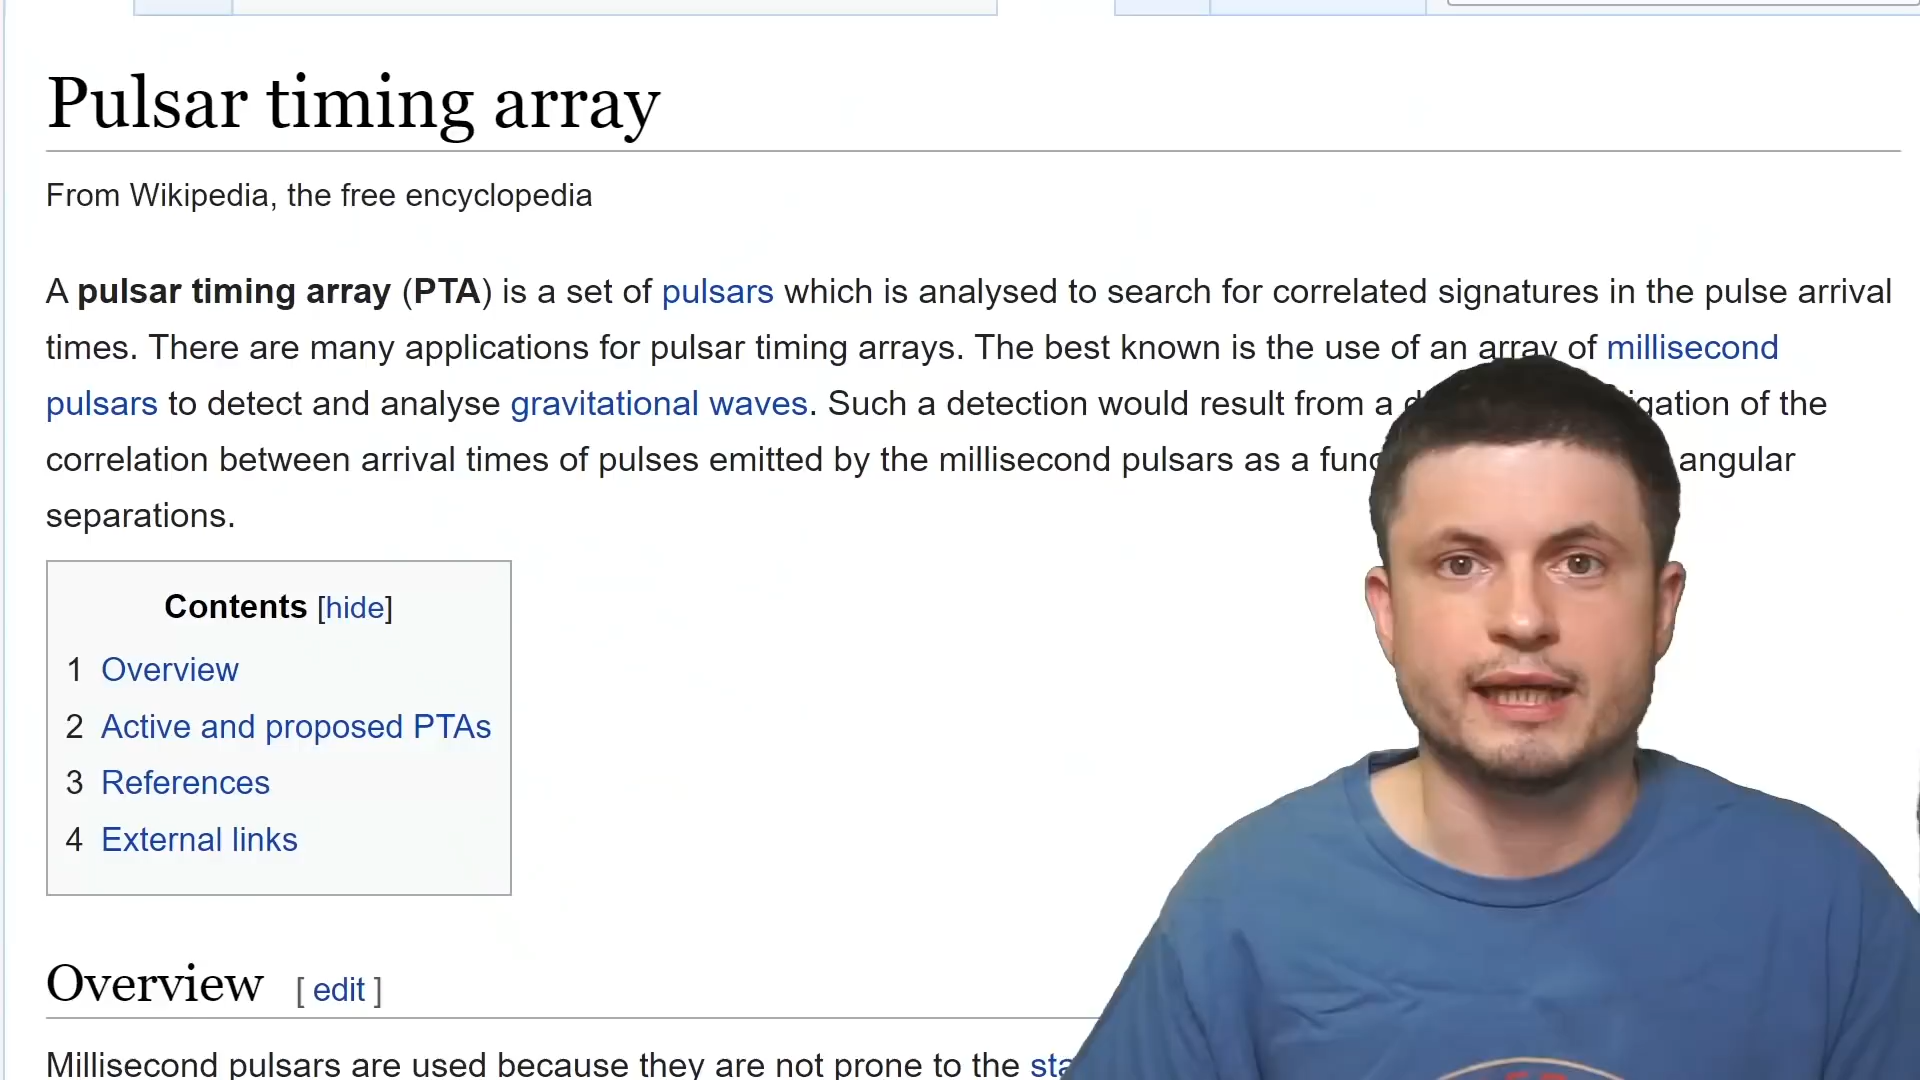 Pulsar timing array
From Wikipedia, the free encyclopedia
A pulsar timing array (PTA) is a set of pulsars which is analysed to search for correlated signatures in the pulse arrival
times. There are many applications for pulsar timing arrays. The best known is the use of an array of millisecond
pulsars to detect and analyse gravitational waves. Such a detection would result from a of the
correlation between arrival times of pulses emitted by the millisecond pulsars as a angular
separations.
Contents [hide]
1 Overview
2 Active and proposed PTAs
3 References
4 External links
Overview [ edit ]
Millisecond pulsars are used because they are not prone to the